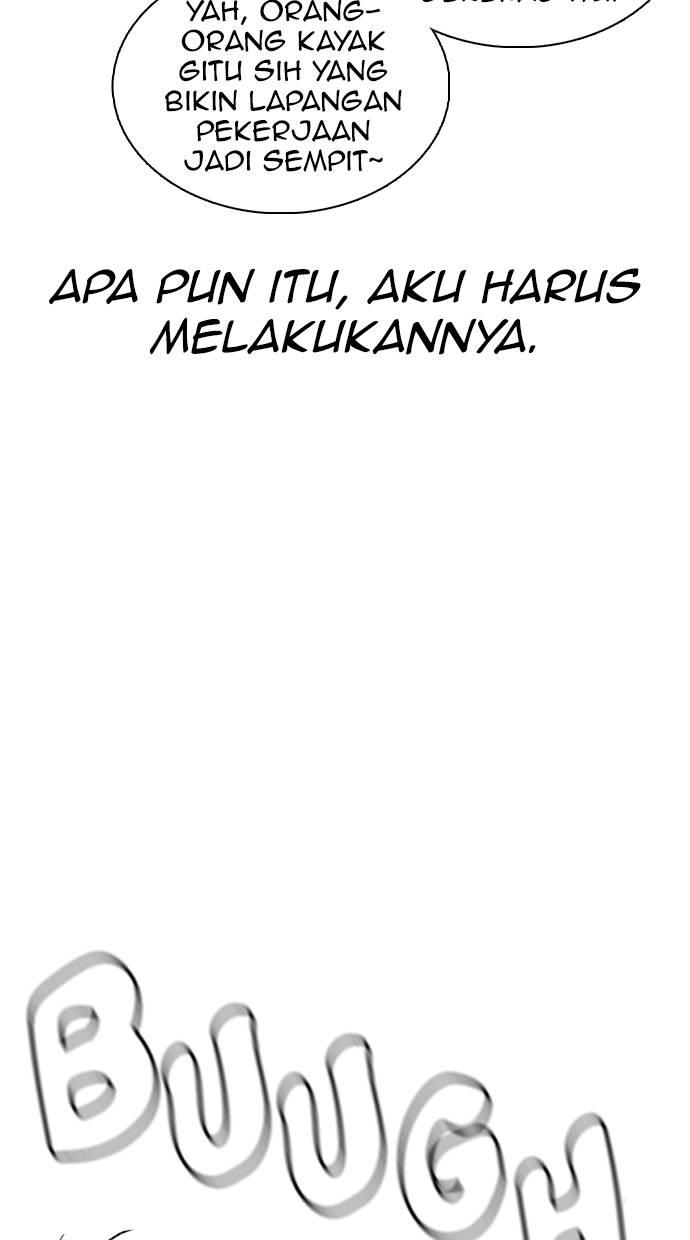 YAH, ORANG-
ORANG KAYAK
GITU SIH YANG
BIKIN LAPANGAN
PEKERJAAN
JADI SEMPIT~
APA PUN ITU, AKU HARUS
MELAKUKANNYA.
BUUGH